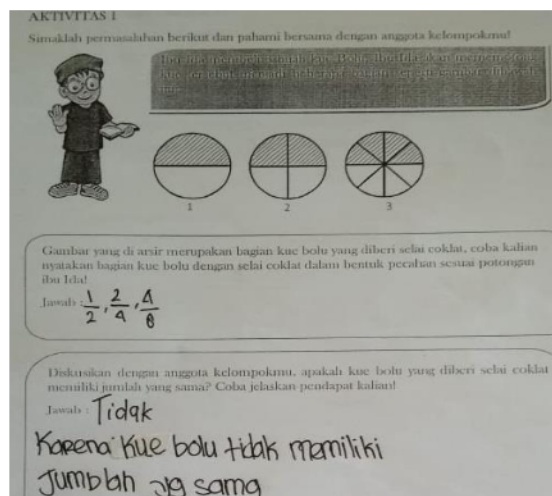 AKTIVITAS 1
Simaklah permasalahan berikut dan pahami bersama dengan anggota kelompokmu!
1
2
3
Gambar yang di arsir merupakan bagian kue bolu yang diberi selai coklat, coba kalian
nyatakan bagian kue bolu dengan selai coklat dalam bentuk pecahan sesuai potongan
ibu Ida!
Jawab : 1/2, 2/4, 4/8
Diskusikan dengan anggota kelompokmu, apakah kue bolu yang diberi selai coklat
memiliki jumlah yang sama? Coba jelaskan pendapat kalian!
Jawab : Tidak
Karena kue bolu tidak memiliki
Jumblah yg sama